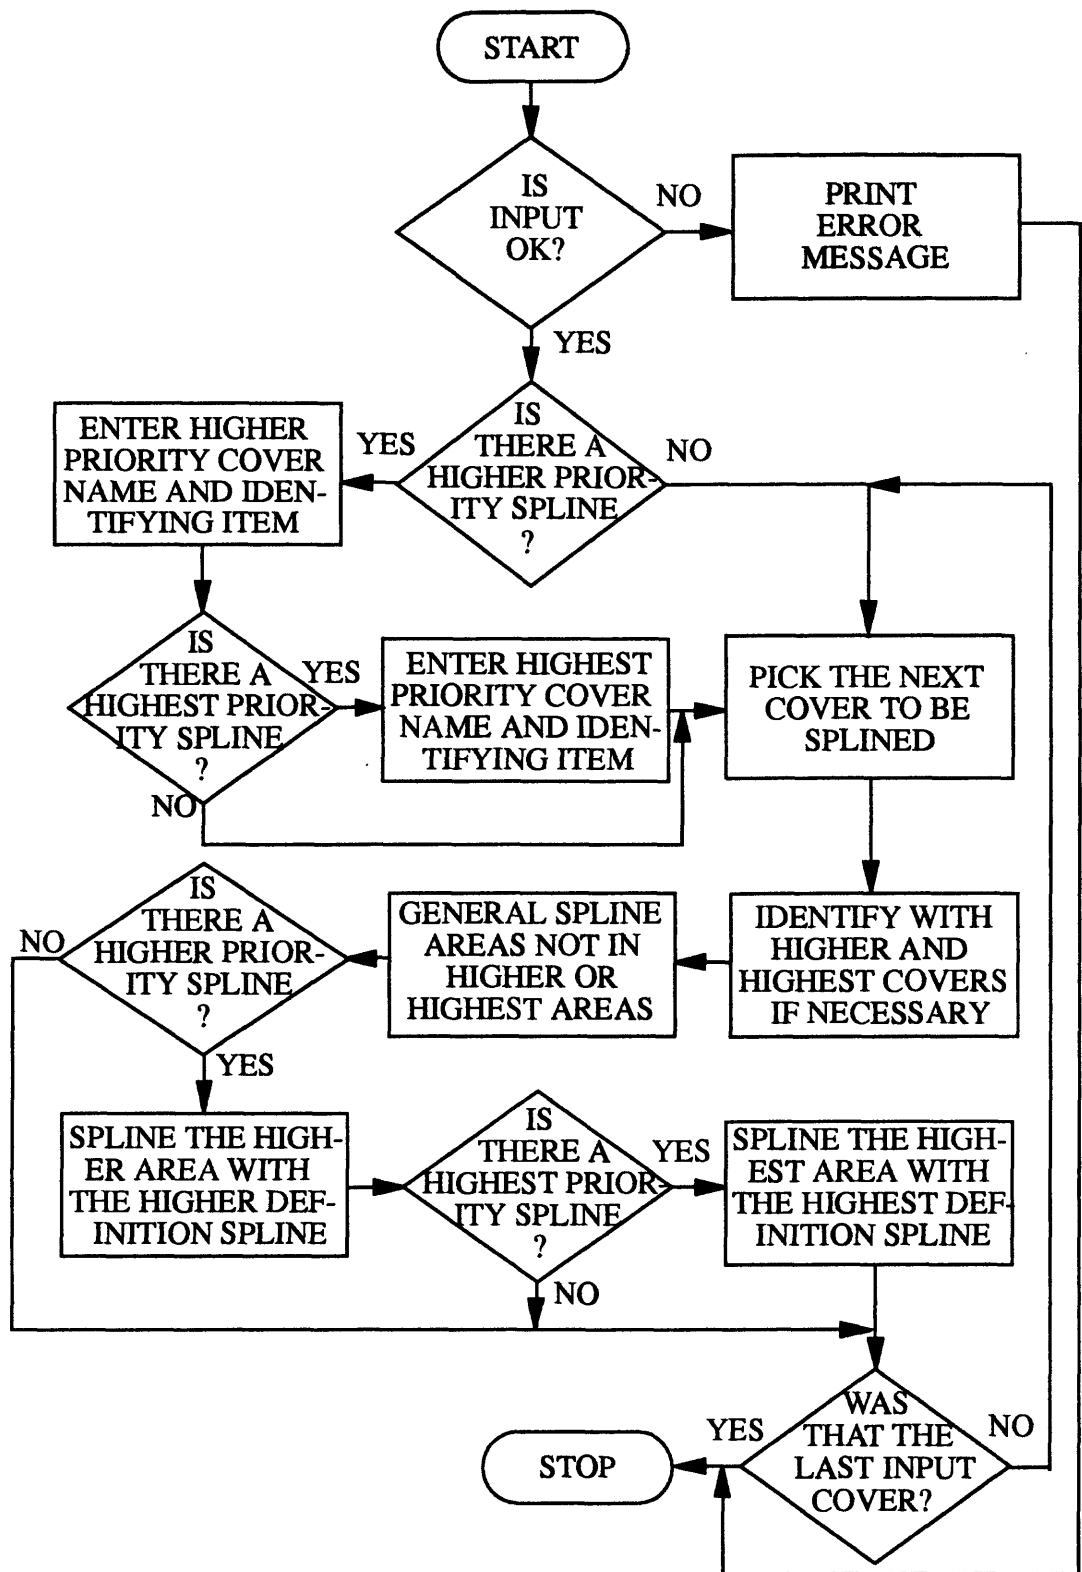 START
IS
INPUT
OK?
NO
PRINT
ERROR
MESSAGE
YES
IS
THERE A
HIGHER PRIOR-
ITY SPLINE
?
YES
NO
ENTER HIGHER
PRIORITY COVER
NAME AND IDEN-
TIFYING ITEM
IS
THERE A
HIGHEST PRIOR-
ITY SPLINE
?
YES
NO
ENTER HIGHEST
PRIORITY COVER
NAME AND IDEN-
TIFYING ITEM
PICK THE NEXT
COVER TO BE
SPLINED
IDENTIFY WITH
HIGHER AND
HIGHEST COVERS
IF NECESSARY
GENERAL SPLINE
AREAS NOT IN
HIGHER OR
HIGHEST AREAS
IS
THERE A
HIGHER PRIOR-
ITY SPLINE
?
NO
YES
SPLINE THE HIGH-
ER AREA WITH
THE HIGHER DEF-
INITION SPLINE
IS
THERE A
HIGHEST PRIOR-
ITY SPLINE
?
YES
NO
SPLINE THE HIGH-
EST AREA WITH
THE HIGHEST DEF-
INITION SPLINE
WAS
THAT THE
LAST INPUT
COVER?
YES
NO
STOP